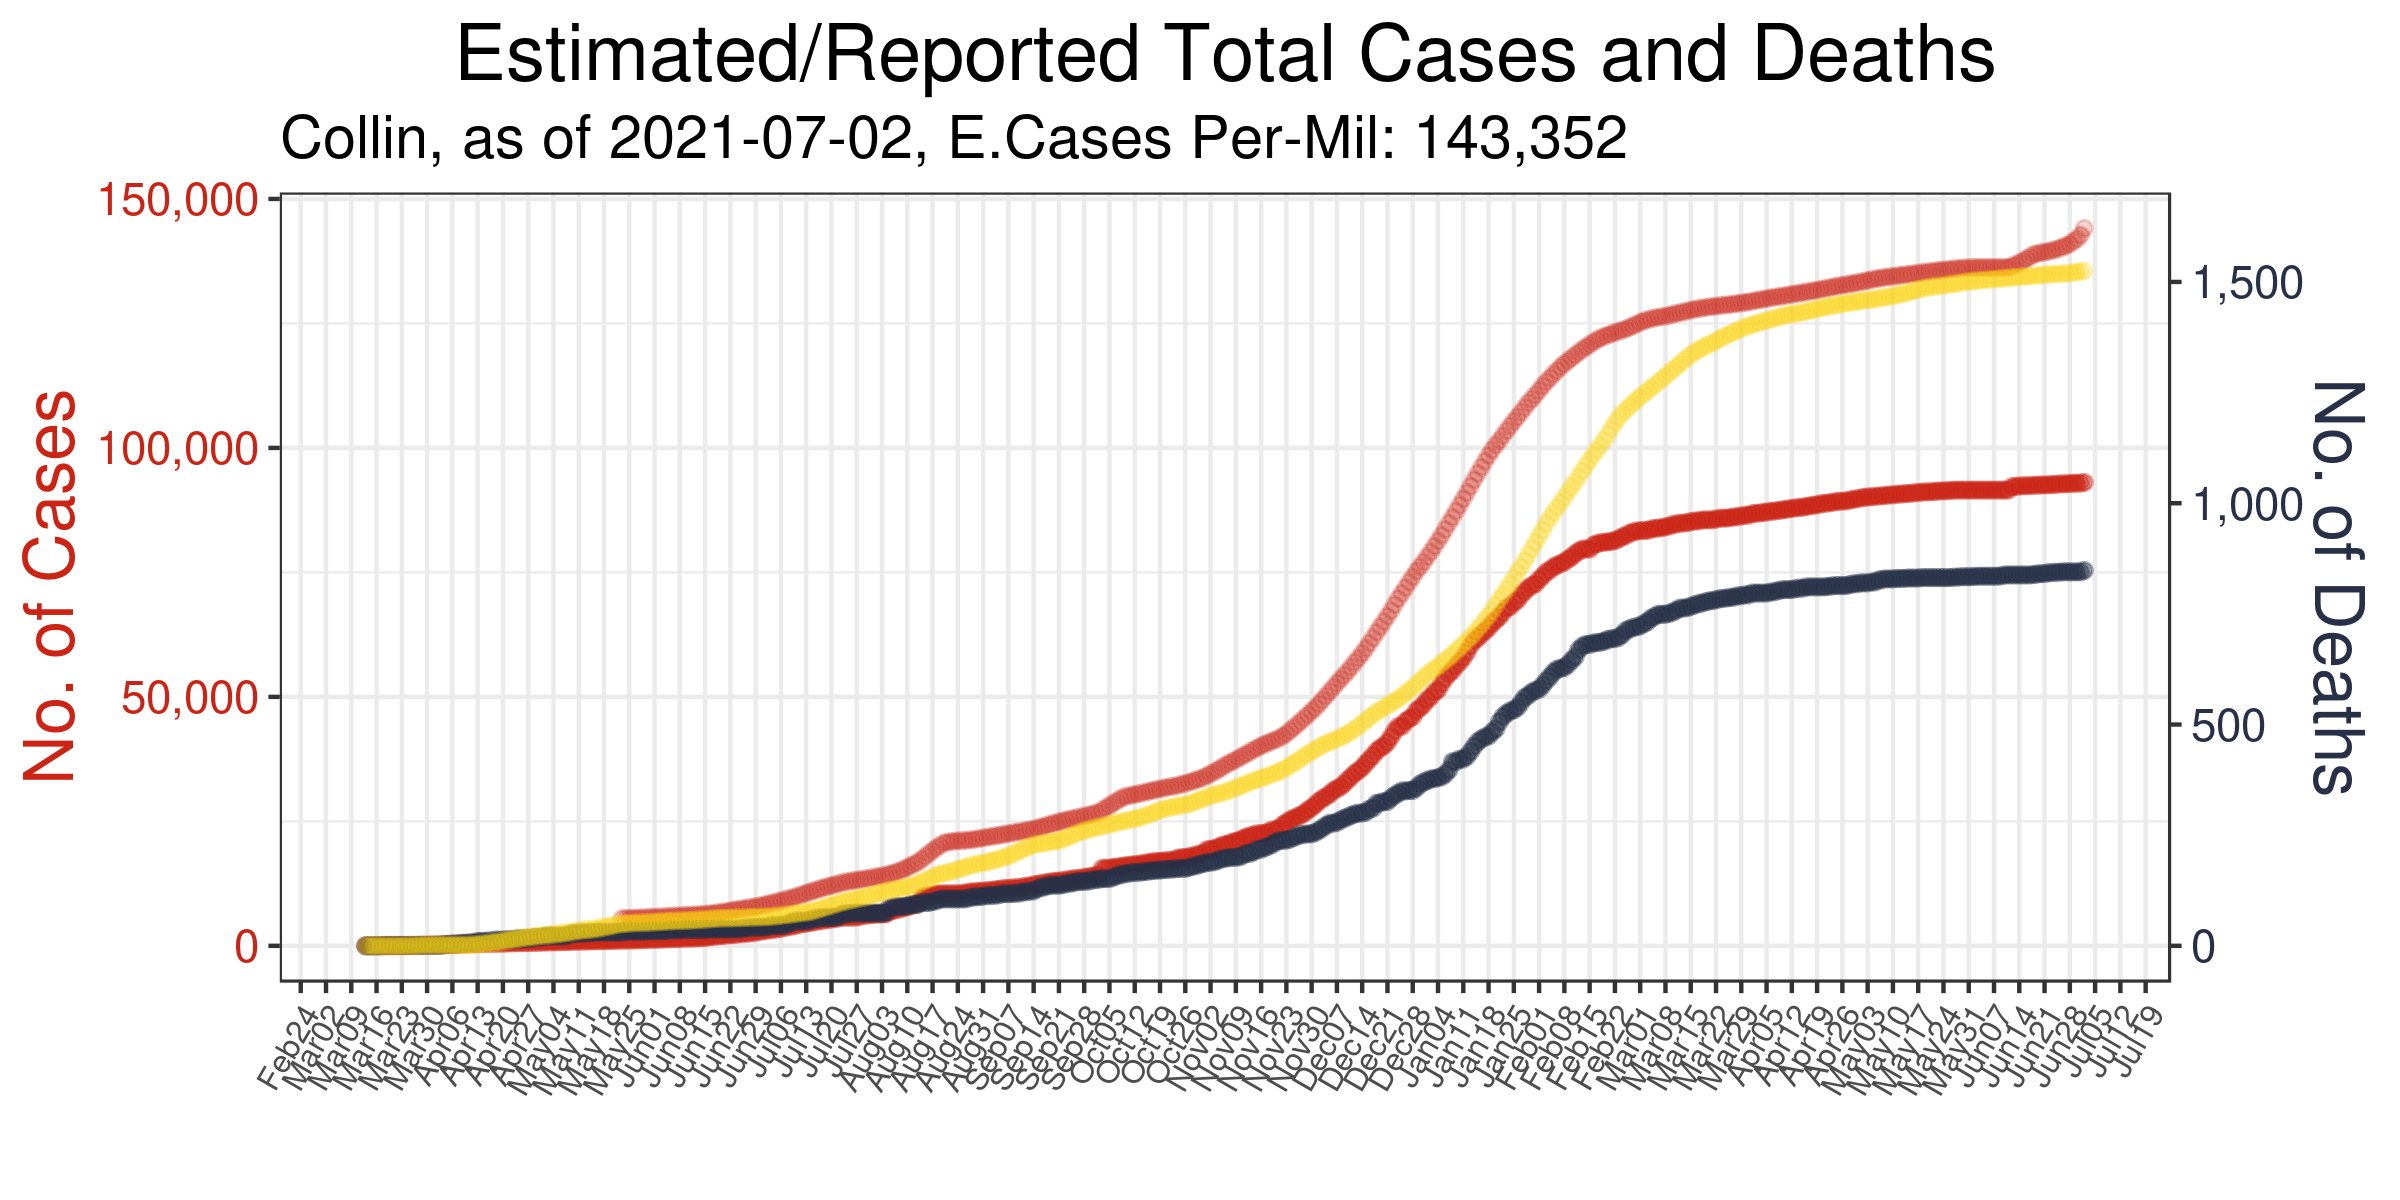 Estimated/Reported Total Cases and Deaths
Collin, as of 2021-07-02, E.Cases Per-Mil: 143,352
No. of Cases
150,000
100,000
50,000
0
1,500
1,000
500
0
No. of Deaths
Feb24
Mar02
Mar09
Mar16
Mar23
Mar30
Apr06
Apr13
Apr20
Apr27
May04
May11
May18
May25
Jun01
Jun08
Jun15
Jun22
Jun29
Jul06
Jul13
Jul20
Jul27
Aug03
Aug10
Aug17
Aug24
Aug31
Sep07
Sep14
Sep21
Sep28
Oct05
Oct12
Oct19
Oct26
Nov02
Nov09
Nov16
Nov23
Nov30
Dec07
Dec14
Dec21
Dec28
Jan04
Jan11
Jan18
Jan25
Feb01
Feb08
Feb15
Feb22
Mar01
Mar08
Mar15
Mar22
Mar29
Apr05
Apr12
Apr19
Apr26
May03
May10
May17
May24
May31
Jun07
Jun14
Jun21
Jun28
Jul05
Jul12
Jul19